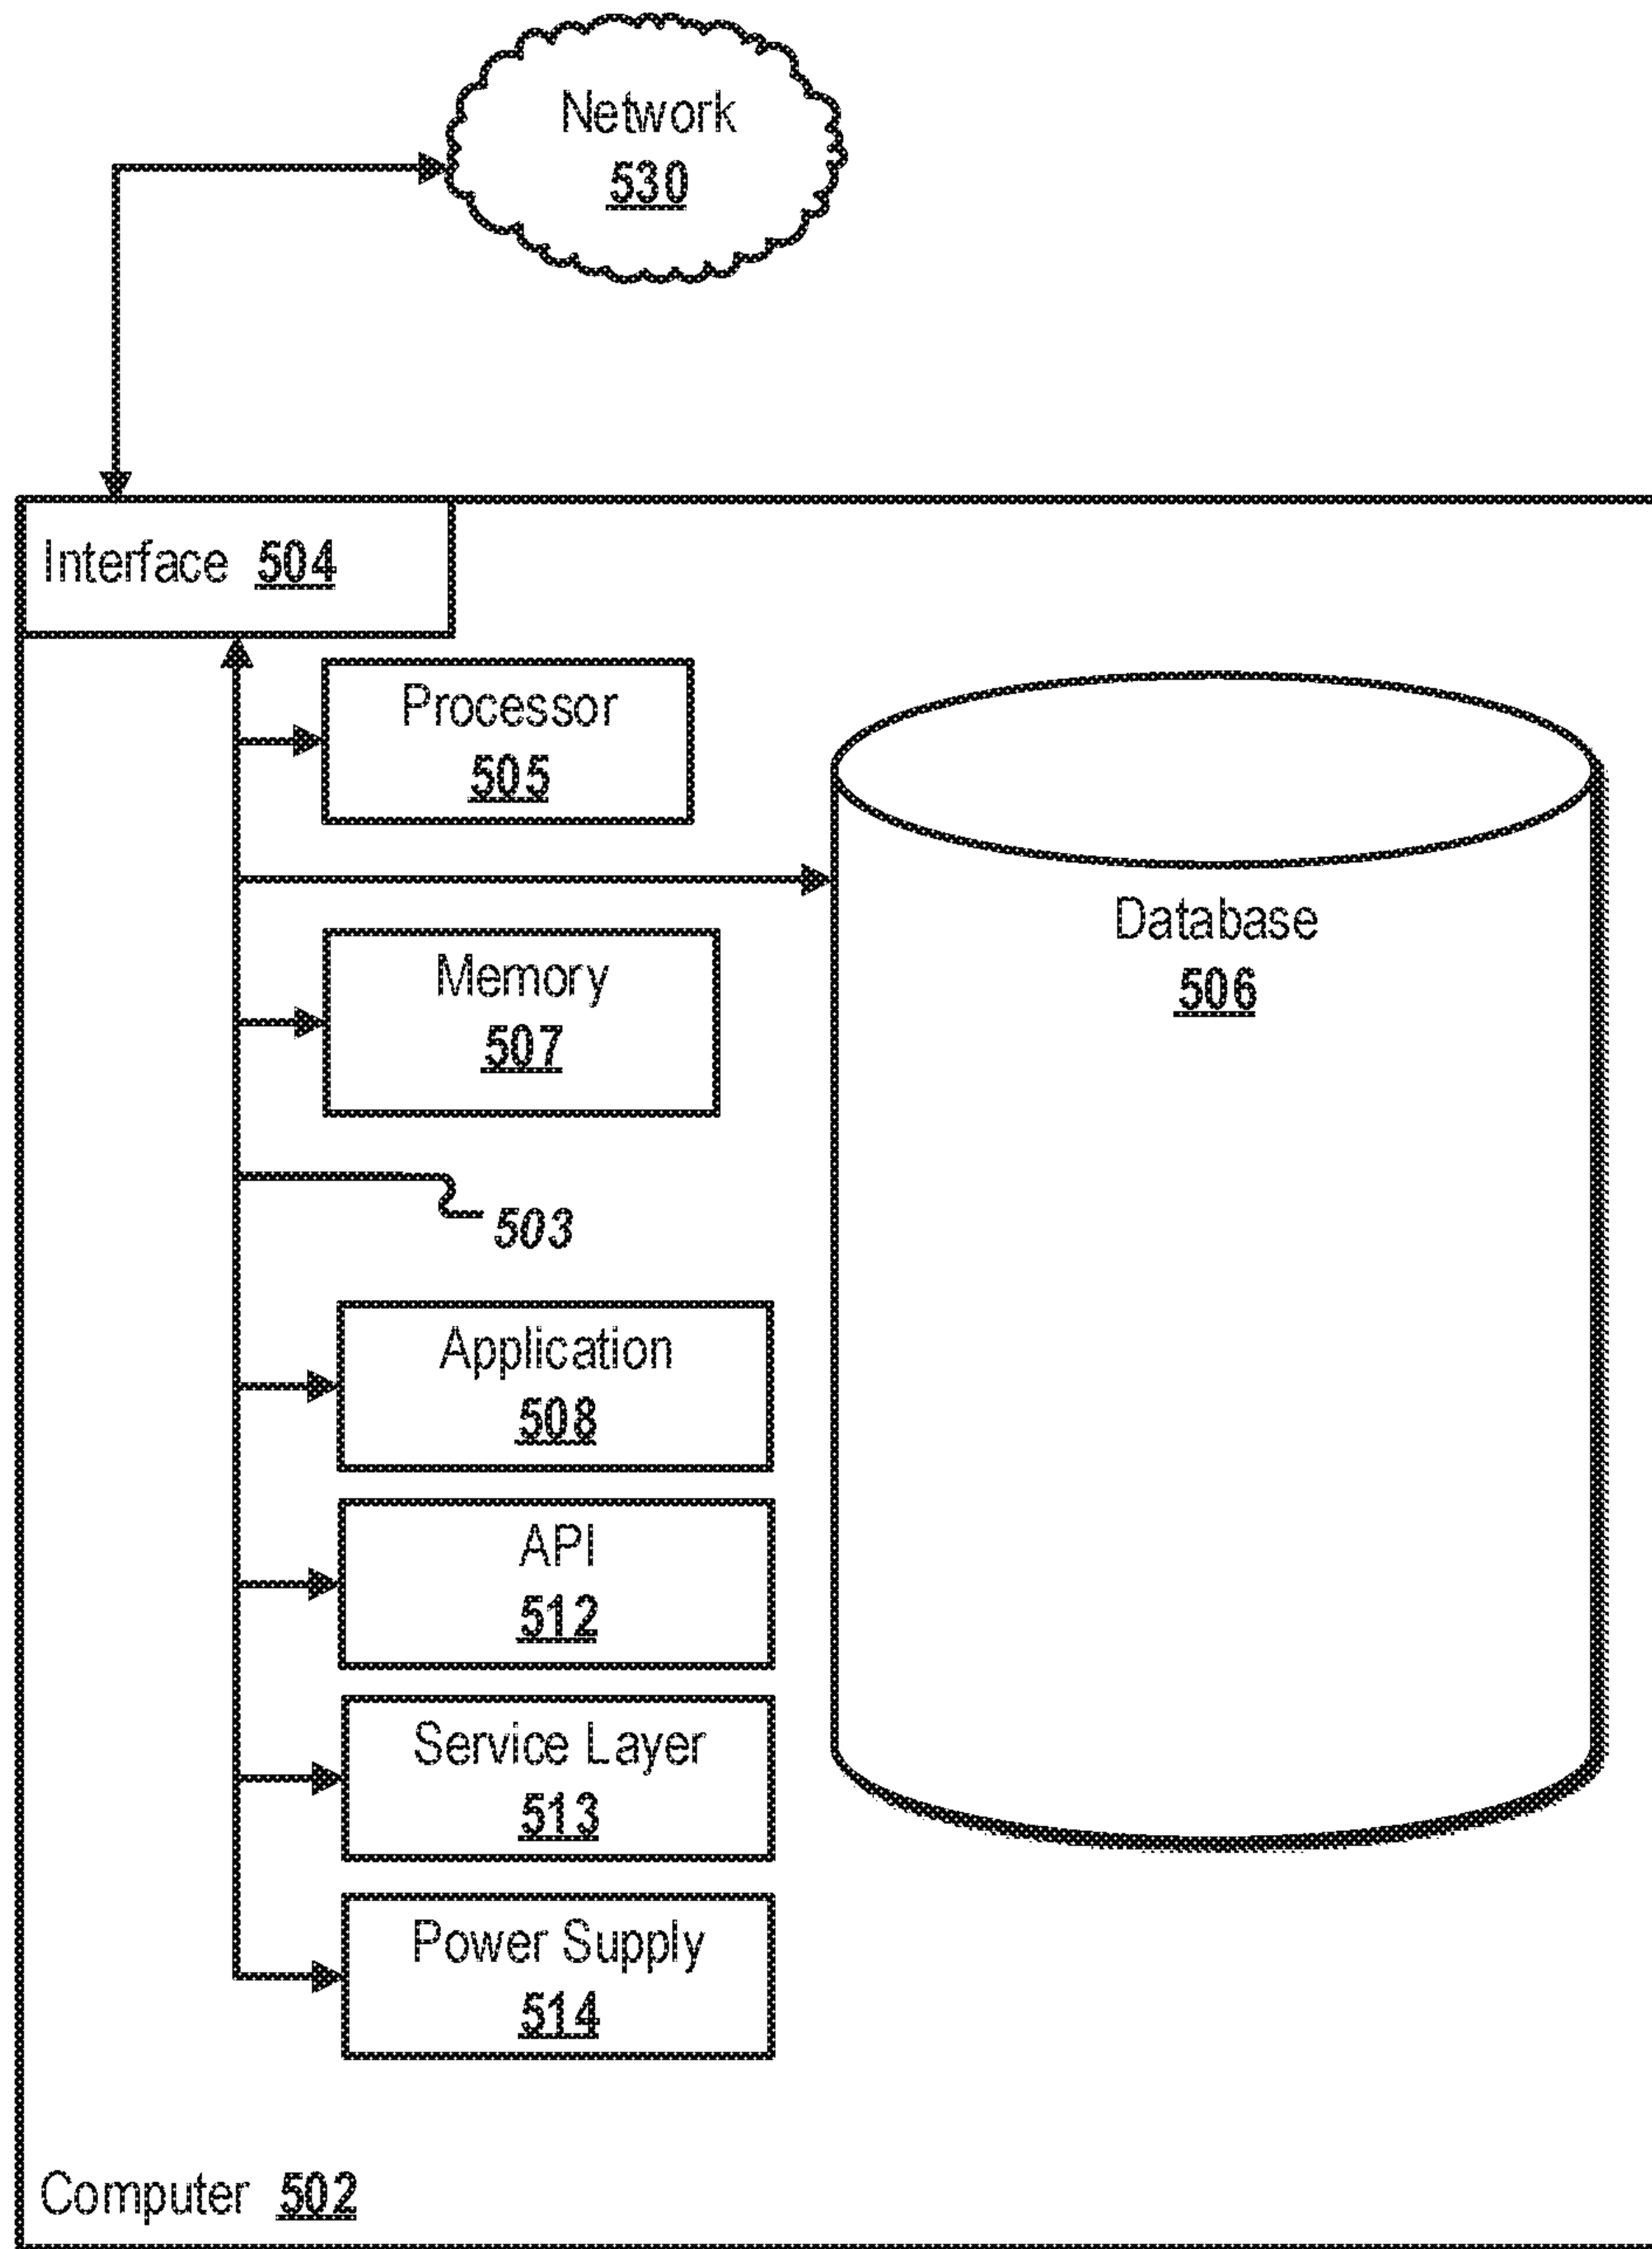 Network
530
Interface 504
Processor
505
Database
506
Memory
507
503
Application
508
API
512
Service Layer
513
Power Supply
514
Computer 502